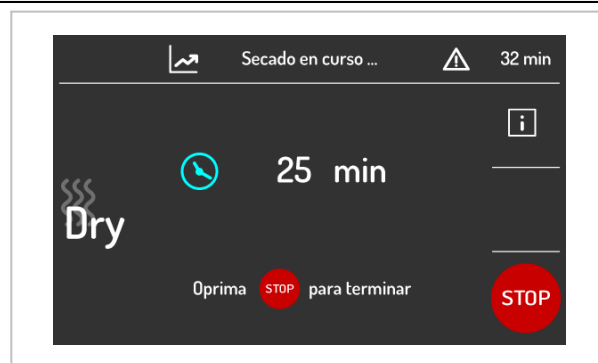 Secado en curso ... 32 min
i
25 min
Dry
Oprima STOP para terminar
STOP